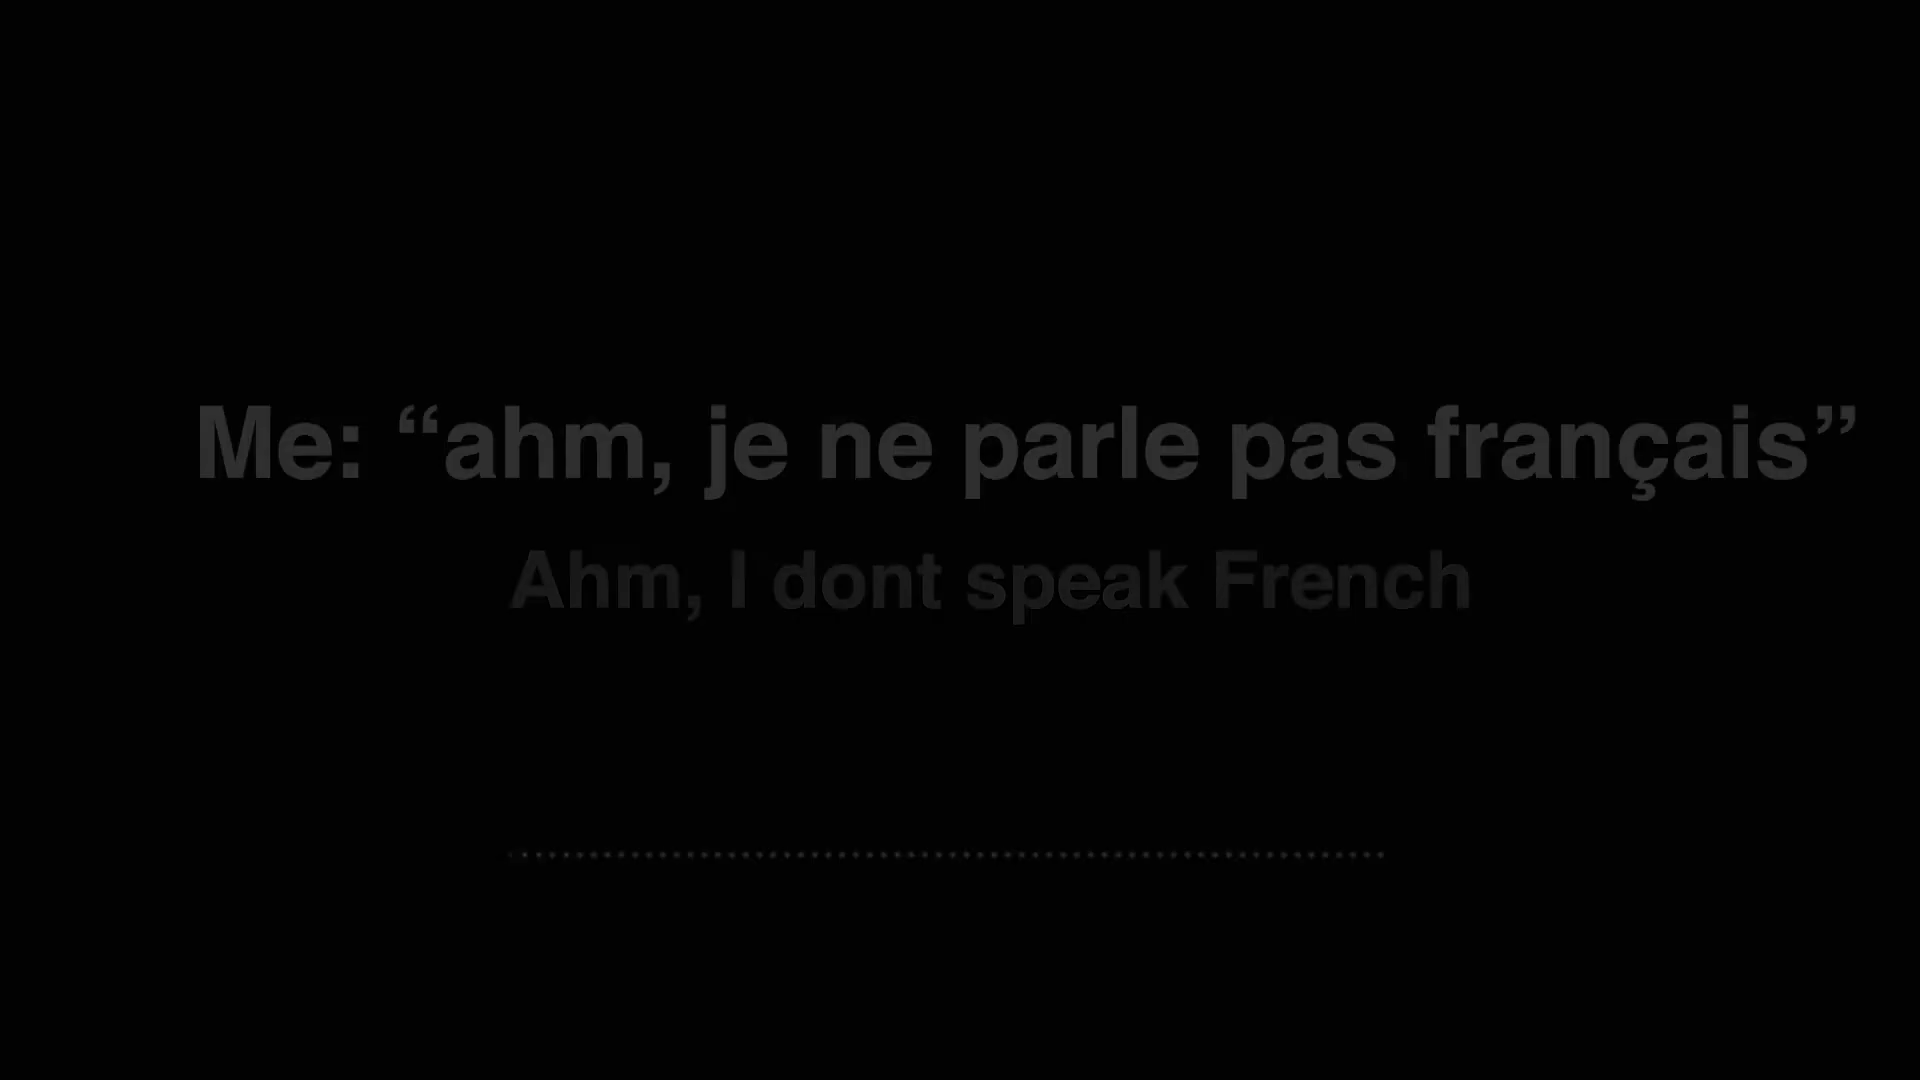 Me: “ahm, je ne parle pas français”
Ahm, I dont speak French